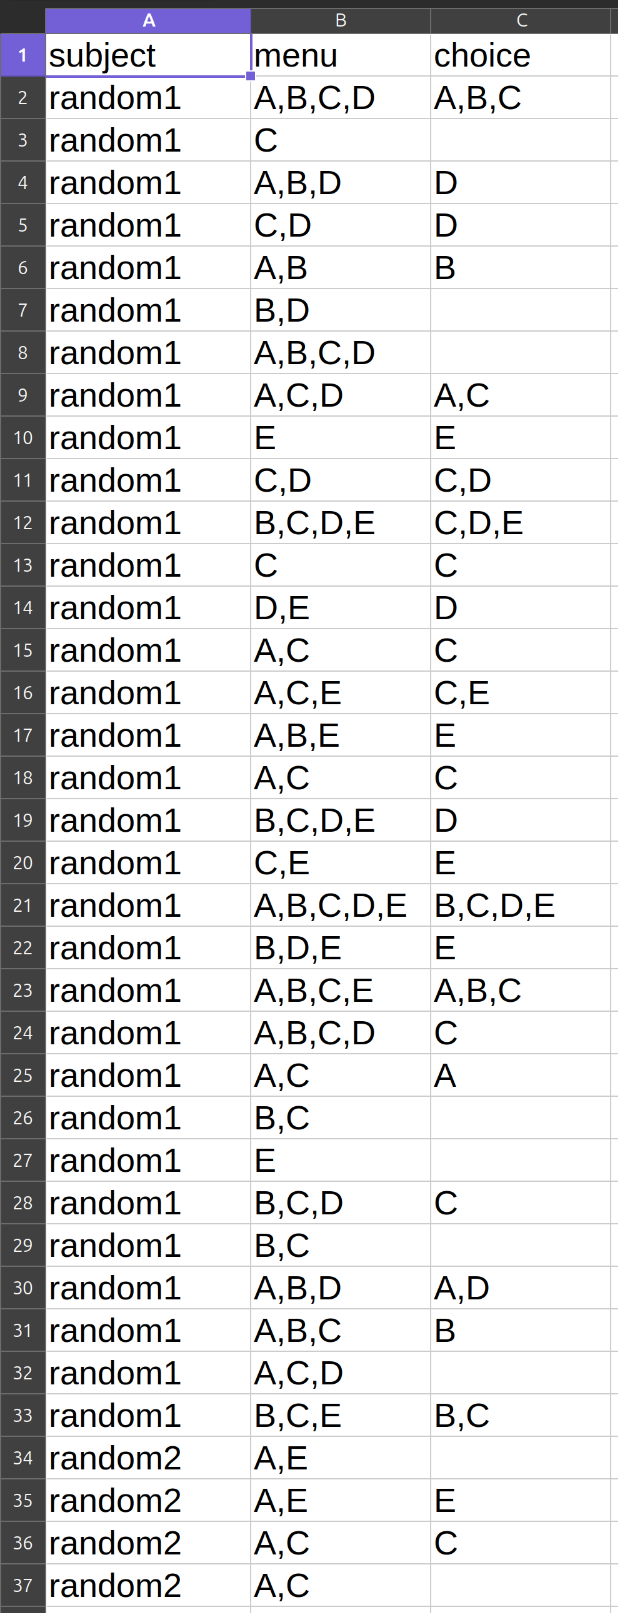 A B C
1 subject menu choice
2 random1 A,B,C,D A,B,C
3 random1 C
4 random1 A,B,D D
5 random1 C,D D
6 random1 A,B B
7 random1 B,D
8 random1 A,B,C,D
9 random1 A,C,D A,C
10 random1 E E
11 random1 C,D C,D
12 random1 B,C,D,E C,D,E
13 random1 C C
14 random1 D,E D
15 random1 A,C C
16 random1 A,C,E C,E
17 random1 A,B,E E
18 random1 A,C C
19 random1 B,C,D,E D
20 random1 C,E E
21 random1 A,B,C,D,E B,C,D,E
22 random1 B,D,E E
23 random1 A,B,C,E A,B,C
24 random1 A,B,C,D C
25 random1 A,C A
26 random1 B,C
27 random1 E
28 random1 B,C,D C
29 random1 B,C
30 random1 A,B,D A,D
31 random1 A,B,C B
32 random1 A,C,D
33 random1 B,C,E B,C
34 random2 A,E
35 random2 A,E E
36 random2 A,C C
37 random2 A,C